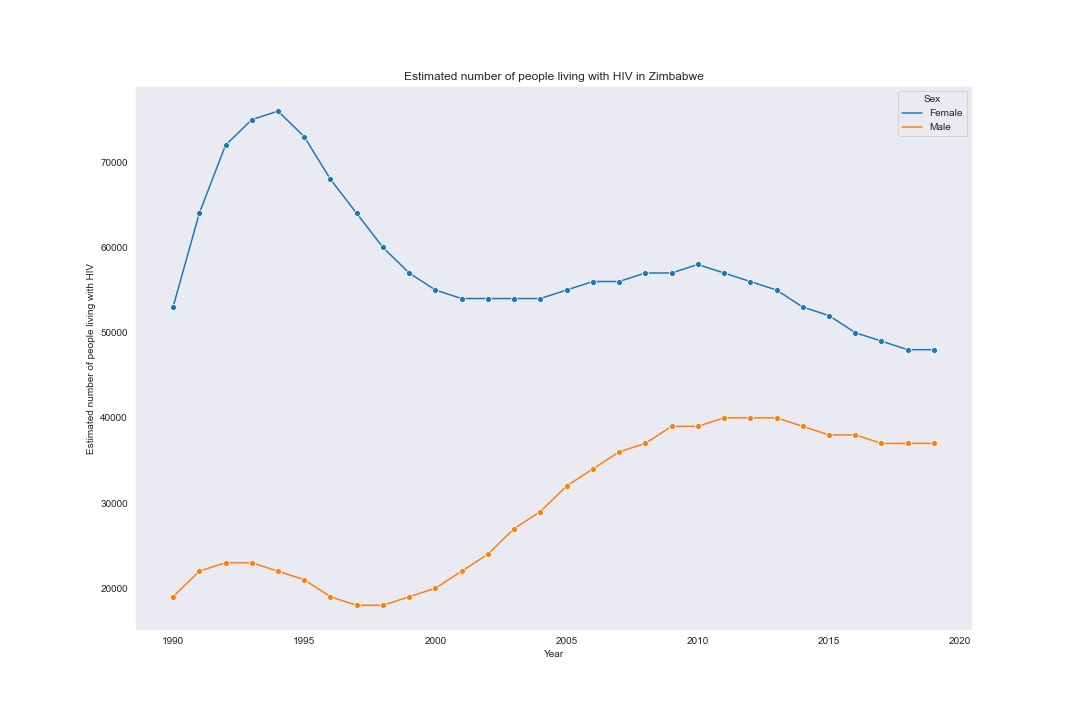 Estimated number of people living with HIV in Zimbabwe
Sex
Female
Male
Estimated number of people living with HIV
70000
60000
50000
40000
30000
20000
1990 1995 2000 2005 2010 2015 2020
Year